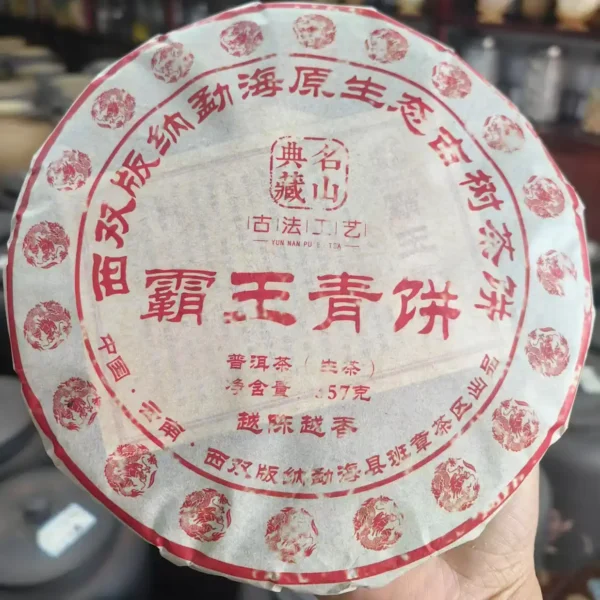 西双版纳勐海原生态古树茶饼
名山
典藏
古法工艺
YUN NAN PU'E TEA
霸王青饼
普洱茶（生茶）
净含量：357克
越陈越香
中国·云南
西双版纳勐海县班章茶区出品